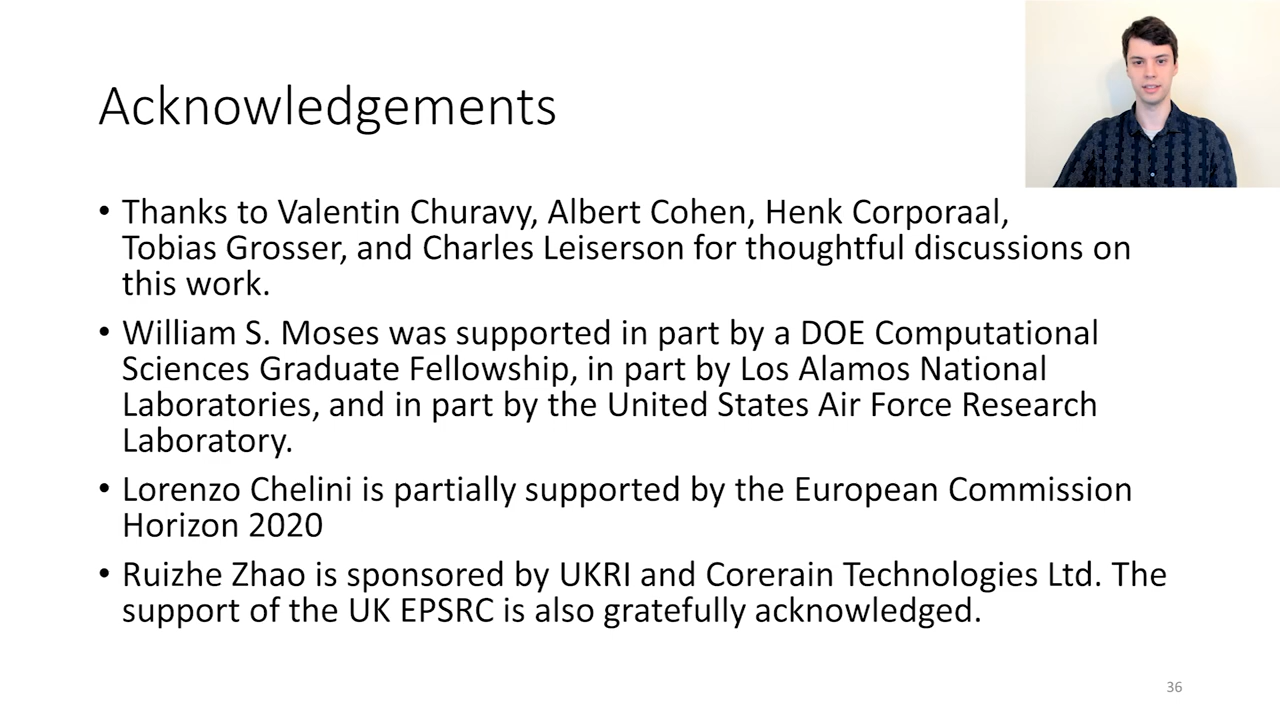 Acknowledgements
• Thanks to Valentin Churavy, Albert Cohen, Henk Corporaal,
Tobias Grosser, and Charles Leiserson for thoughtful discussions on
this work.
• William S. Moses was supported in part by a DOE Computational
Sciences Graduate Fellowship, in part by Los Alamos National
Laboratories, and in part by the United States Air Force Research
Laboratory.
• Lorenzo Chelini is partially supported by the European Commission
Horizon 2020
• Ruizhe Zhao is sponsored by UKRI and Corerain Technologies Ltd. The
support of the UK EPSRC is also gratefully acknowledged.
36